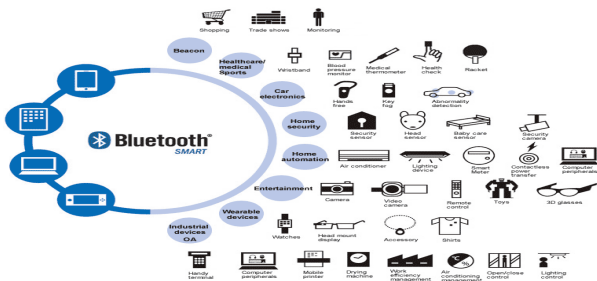 Shopping
Trade shows
Monitoring
Beacon
Healthcare/
medical
Sports
Wristband
Blood
pressure
monitor
Medical
thermometer
Health
check
Racket
Car
electronics
Hands
free
Key
fog
Abnormality
detection
Home
security
Security
sensor
Head
sensor
Baby care
sensor
Security
camera
Bluetooth®
SMART
Home
automation
Air conditioner
Lighting
device
Smart
Meter
Contactless
power
transfer
Computer
peripherals
Entertainment
Camera
Video
camera
Remote
control
Toys
3D glasses
Wearable
devices
Watches
Head mount
display
Accessory
Shirts
Industrial
devices
OA
Handy
terminal
Computer
peripherals
Mobile
printer
Drying
machine
Work
efficiency
management
°C
%
Air
conditioning
management
Open/close
control
Lighting
control